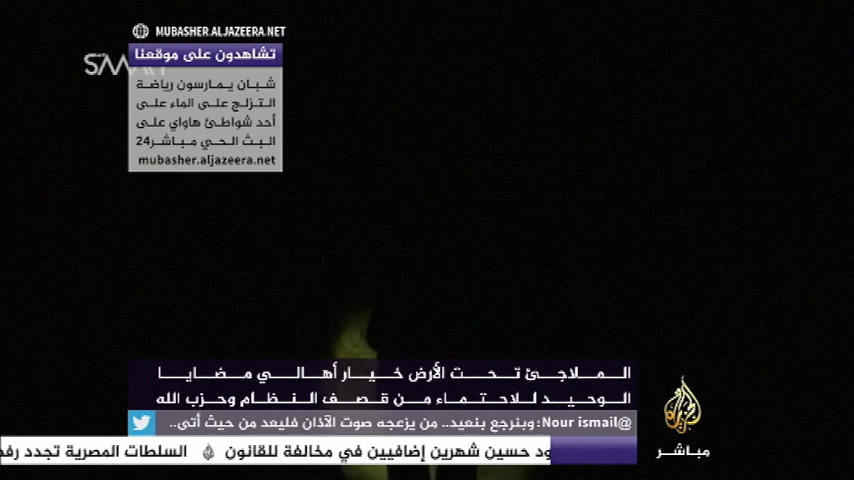 MUBASHER.ALJAZEERA.NET
تشاهدون على موقعنا
SMART
شبان يمارسون رياضة
التزلج على الماء على
أحد شواطئ هاواي على
البث الحي مباشر24
mubasher.aljazeera.net
الملاجئ تحت الأرض خيار أهالي مضايا
الوحيد للاحتماء من قصف النظام وحزب الله
@Nour ismail: وبنرجع بنعيد.. من يزعجه صوت الآذان فليعد من حيث أتى..
ود حسين شهرين إضافيين في مخالفة للقانون السلطات المصرية تجدد رفض
الجزيرة
مباشر